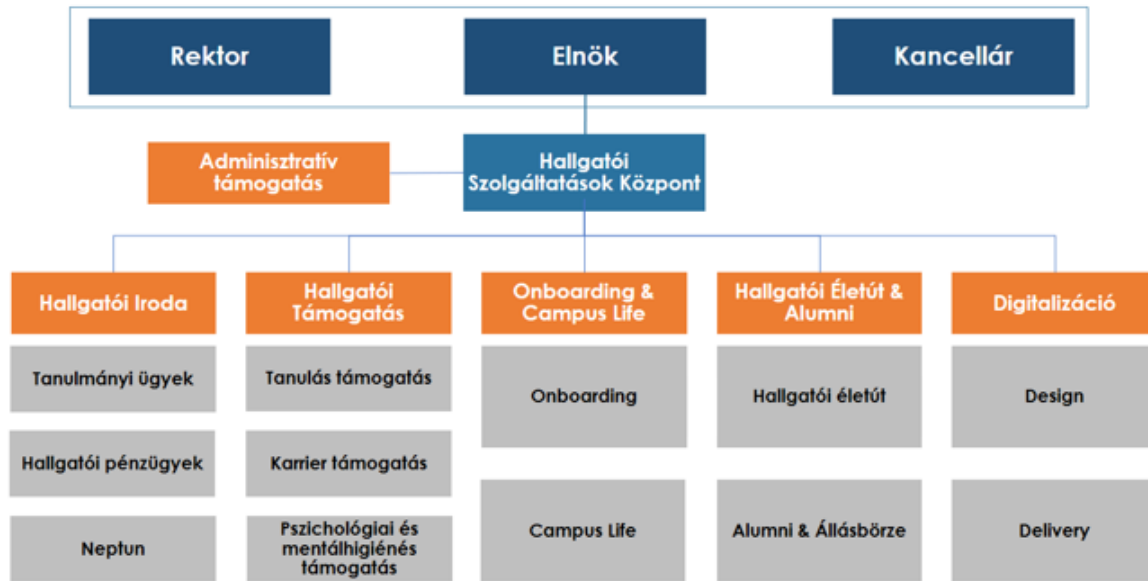 Rektor
Elnök
Kancellár
Adminisztratív
támogatás
Hallgatói
Szolgáltatások Központ
Hallgatói Iroda
Hallgatói
Támogatás
Onboarding &
Campus Life
Hallgatói Életút &
Alumni
Digitalizáció
Tanulmányi ügyek
Tanulás támogatás
Onboarding
Hallgatói életút
Design
Hallgatói pénzügyek
Karrier támogatás
Neptun
Pszichológiai és
mentálhigiénés
támogatás
Campus Life
Alumni & Állásbörze
Delivery